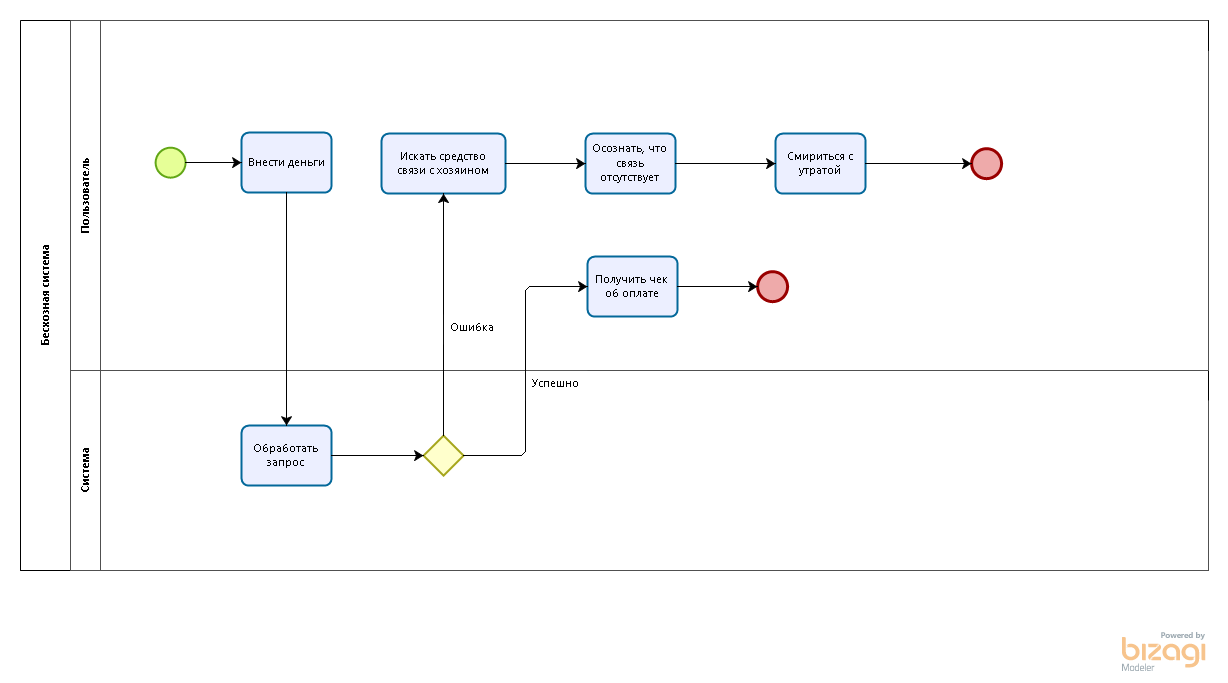 Бесхозная система
Пользователь
Внести деньги
Искать средство
связи с хозяином
Осознать, что
связь
отсутствует
Смириться с
утратой
Получить чек
об оплате
Ошибка
Успешно
Система
Обработать
запрос
Powered by
bizagi
Modeler